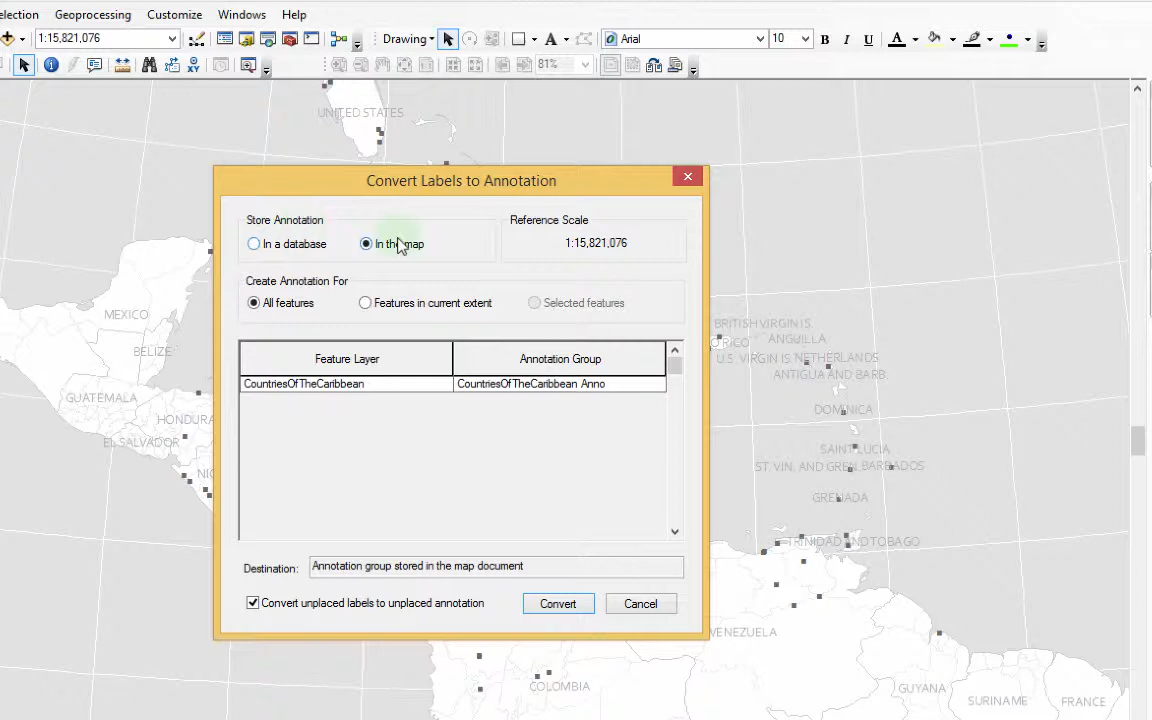 election Geoprocessing Customize Windows Help
1:15,821,076 Drawing A Arial 10 B I U A
81%
UNITED STATES
Convert Labels to Annotation
Store Annotation Reference Scale
In a database In the map 1:15,821,076
Create Annotation For
All features Features in current extent Selected features
Feature Layer Annotation Group
CountriesOfTheCaribbean CountriesOfTheCaribbean Anno
Destination: Annotation group stored in the map document
Convert unplaced labels to unplaced annotation Convert Cancel
MEXICO
BELIZE
GUATEMALA
HONDURA
EL SALVADOR
NIC
BRITISH VIRGIN IS.
ORICO
ANGUILLA
U.S. VIRGIN IS NETHERLANDS
ANTIGUA AND BARB.
DOMINICA
SAINT LUCIA
ST. VIN. AND GREN. BARBADOS
GRENADA
TRINIDAD AND TOBAGO
VENEZUELA
COLOMBIA
GUYANA
SURINAME
FRANCE